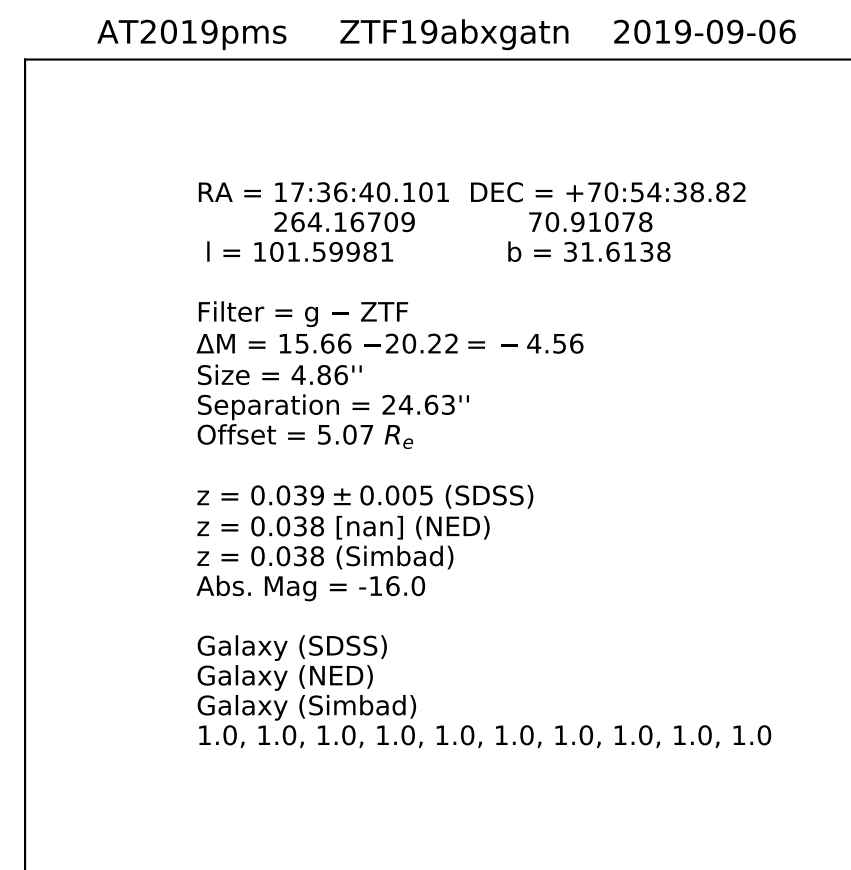 AT2019pms ZTF19abxgatn 2019-09-06
RA = 17:36:40.101 DEC = +70:54:38.82
264.16709 70.91078
l = 101.59981 b = 31.6138
Filter = g − ZTF
ΔM = 15.66 −20.22 = − 4.56
Size = 4.86''
Separation = 24.63''
Offset = 5.07 Rₑ
z = 0.039 ± 0.005 (SDSS)
z = 0.038 [nan] (NED)
z = 0.038 (Simbad)
Abs. Mag = -16.0
Galaxy (SDSS)
Galaxy (NED)
Galaxy (Simbad)
1.0, 1.0, 1.0, 1.0, 1.0, 1.0, 1.0, 1.0, 1.0, 1.0